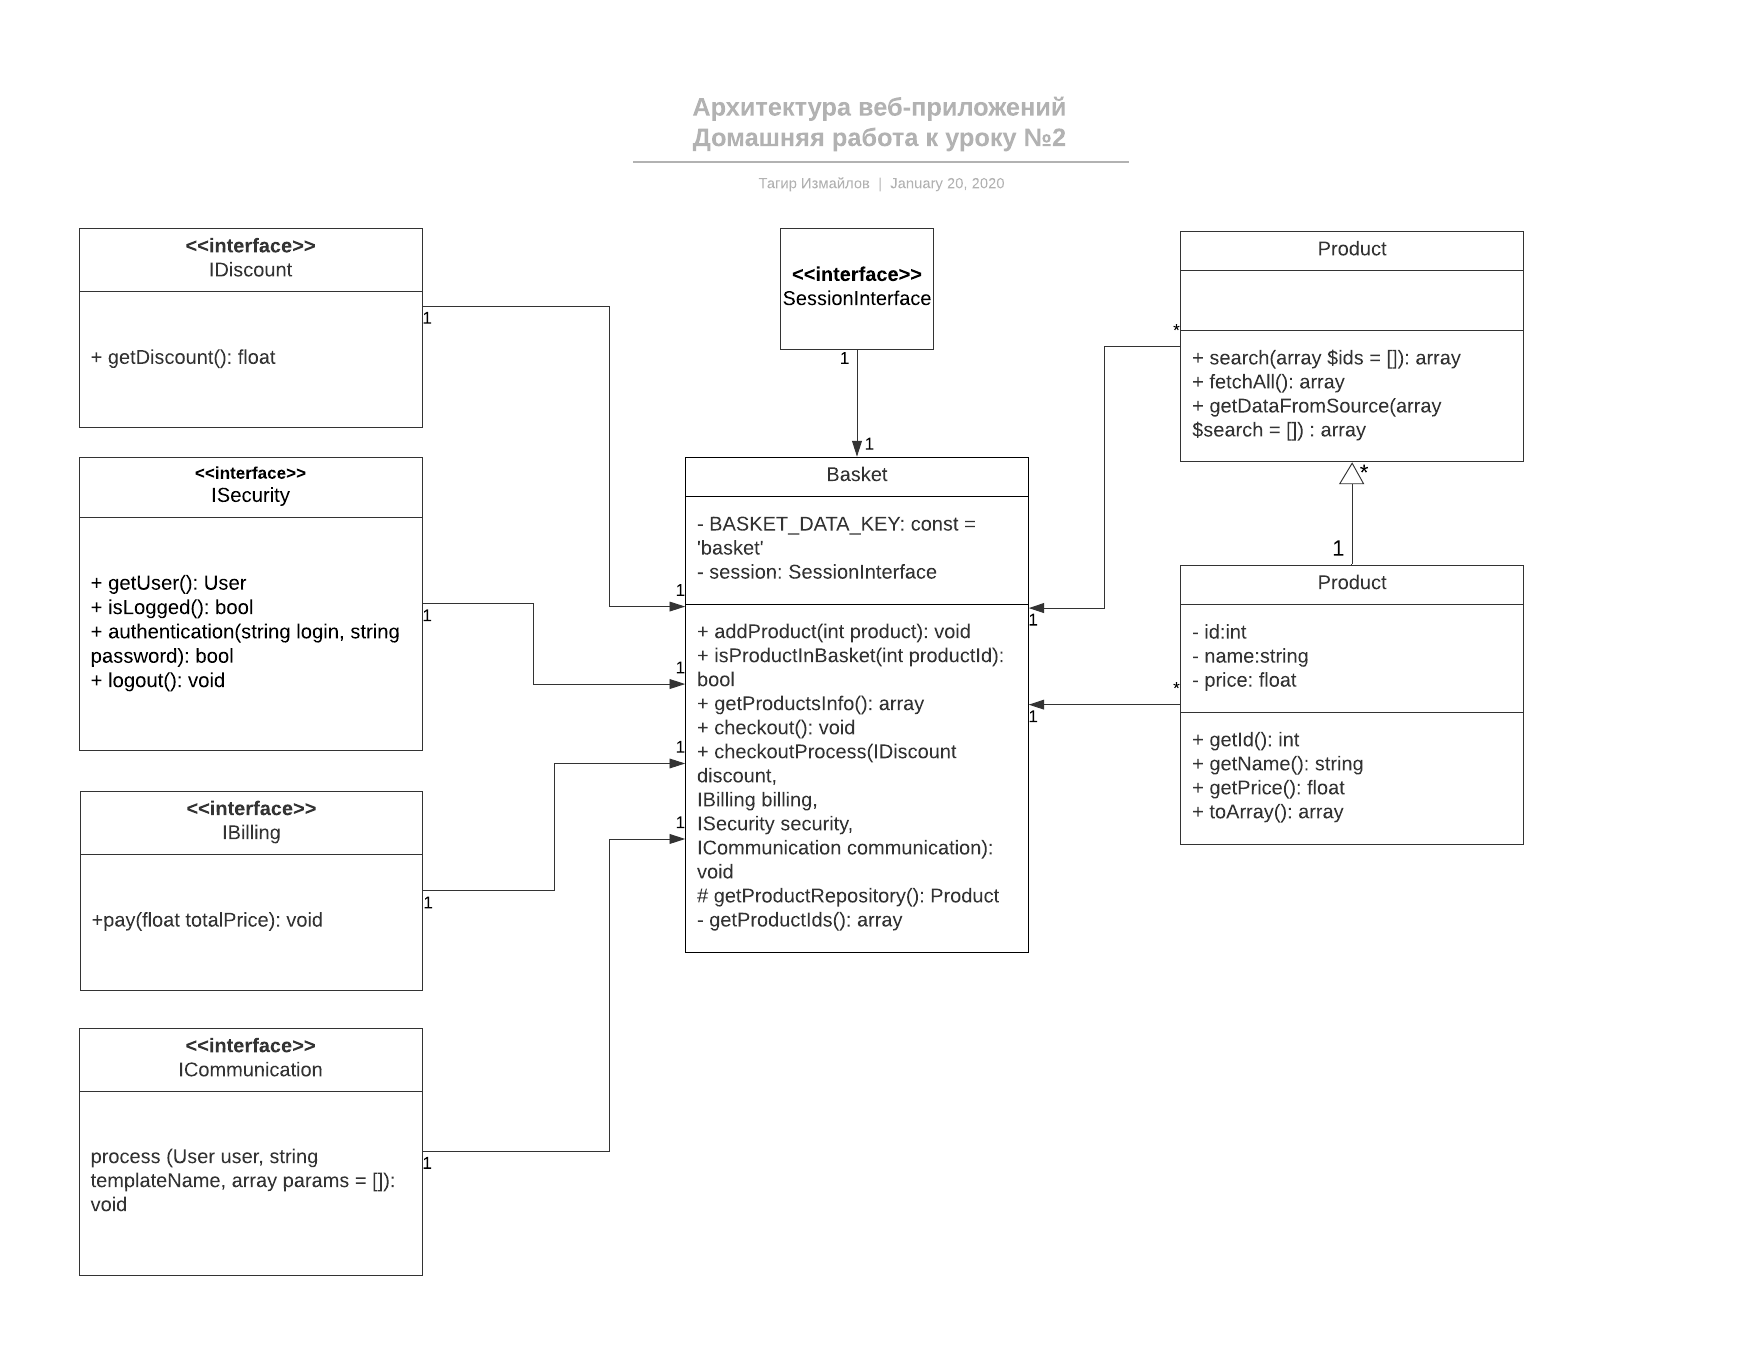 Архитектура веб-приложений
Домашняя работа к уроку №2
Тагир Измайлов | January 20, 2020
<<interface>>
IDiscount
+ getDiscount(): float
1
<<interface>>
ISecurity
+ getUser(): User
+ isLogged(): bool
+ authentication(string login, string
password): bool
+ logout(): void
1
<<interface>>
IBilling
+pay(float totalPrice): void
1
<<interface>>
ICommunication
process (User user, string
templateName, array params = []):
void
1
<<interface>>
SessionInterface
1
1
Basket
- BASKET_DATA_KEY: const =
'basket'
- session: SessionInterface
1
1
1
1
+ addProduct(int product): void
+ isProductInBasket(int productId):
bool
+ getProductsInfo(): array
+ checkout(): void
+ checkoutProcess(IDiscount
discount,
IBilling billing,
ISecurity security,
ICommunication communication):
void
# getProductRepository(): Product
- getProductIds(): array
1
1
Product
*
+ search(array $ids = []): array
+ fetchAll(): array
+ getDataFromSource(array
$search = []) : array
*
1
Product
- id:int
- name:string
- price: float
*
+ getId(): int
+ getName(): string
+ getPrice(): float
+ toArray(): array